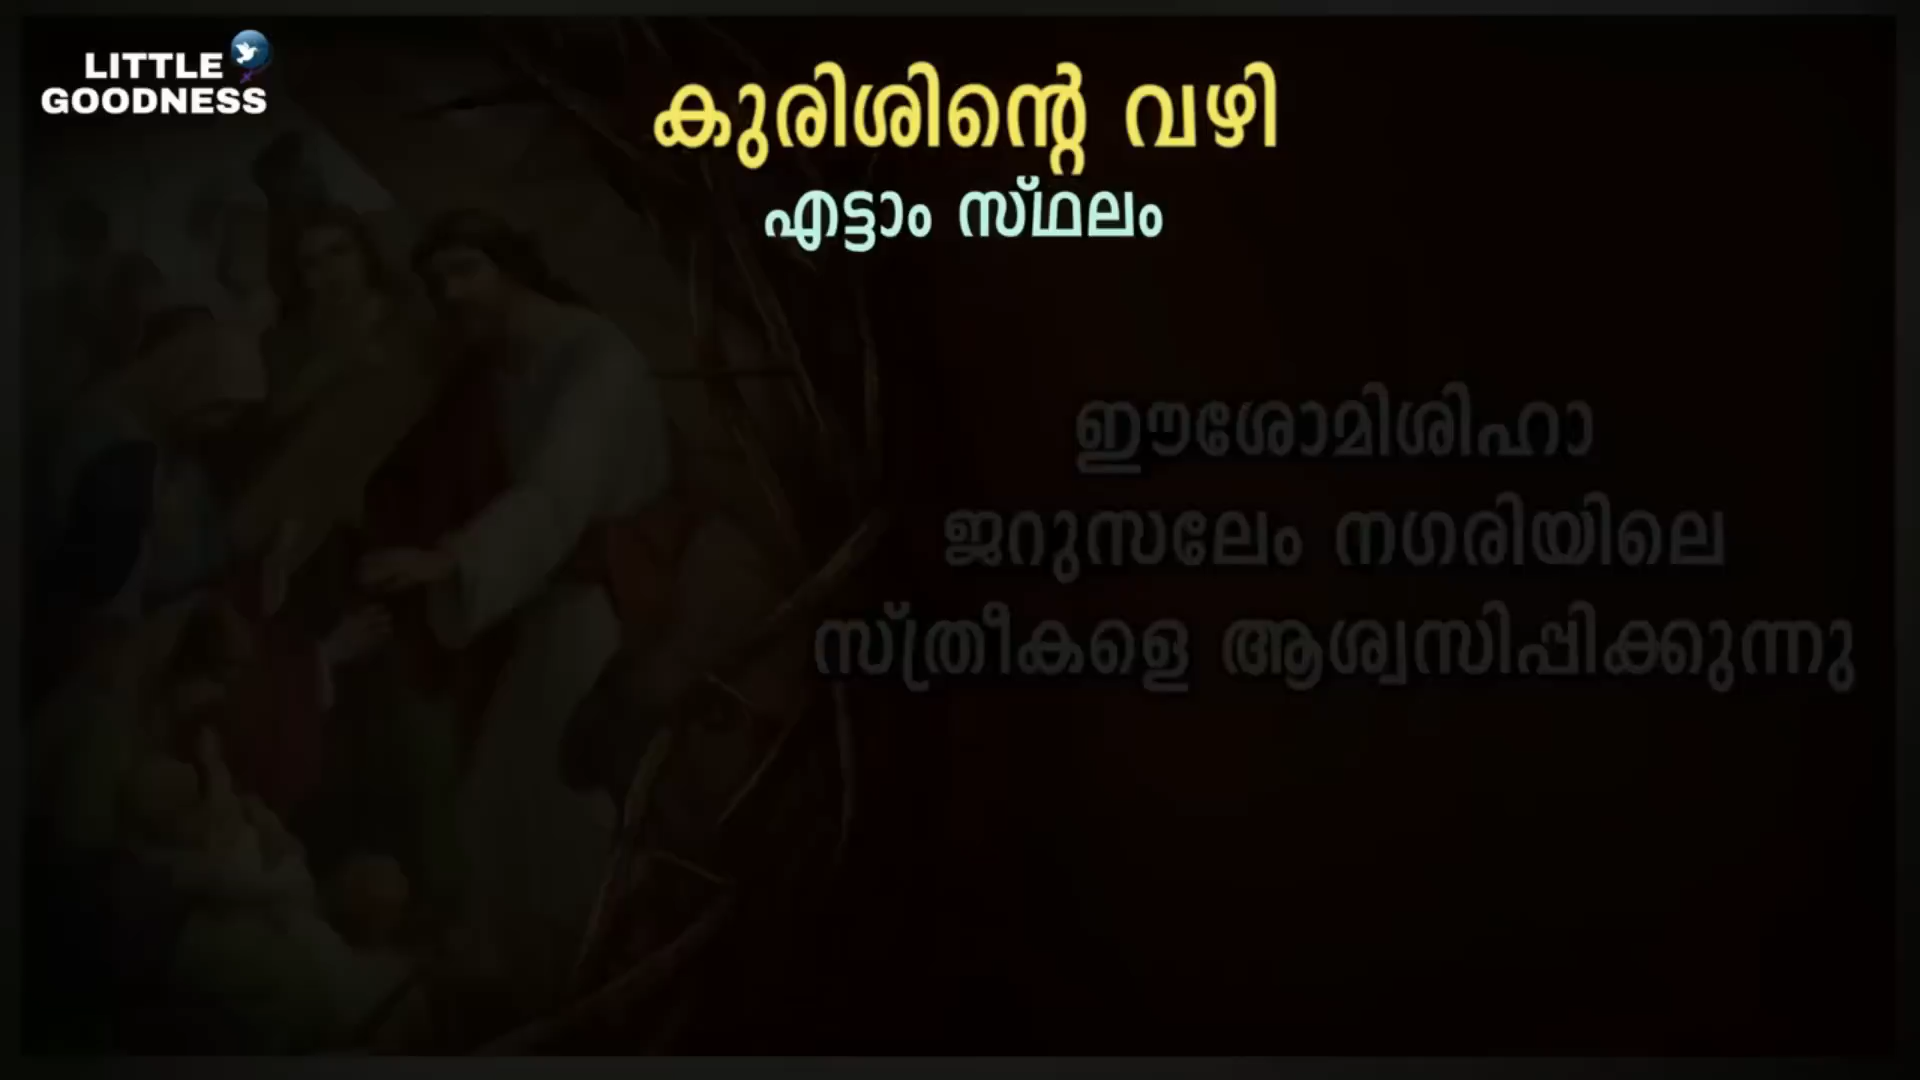 LITTLE
GOODNESS
കുരിശിന്റെ വഴി
എട്ടാം സ്ഥലം
ഈശോമിശിഹാ
ജറുസലേം നഗരിയിലെ
സ്ത്രീകളെ ആശ്വസിപ്പിക്കുന്നു